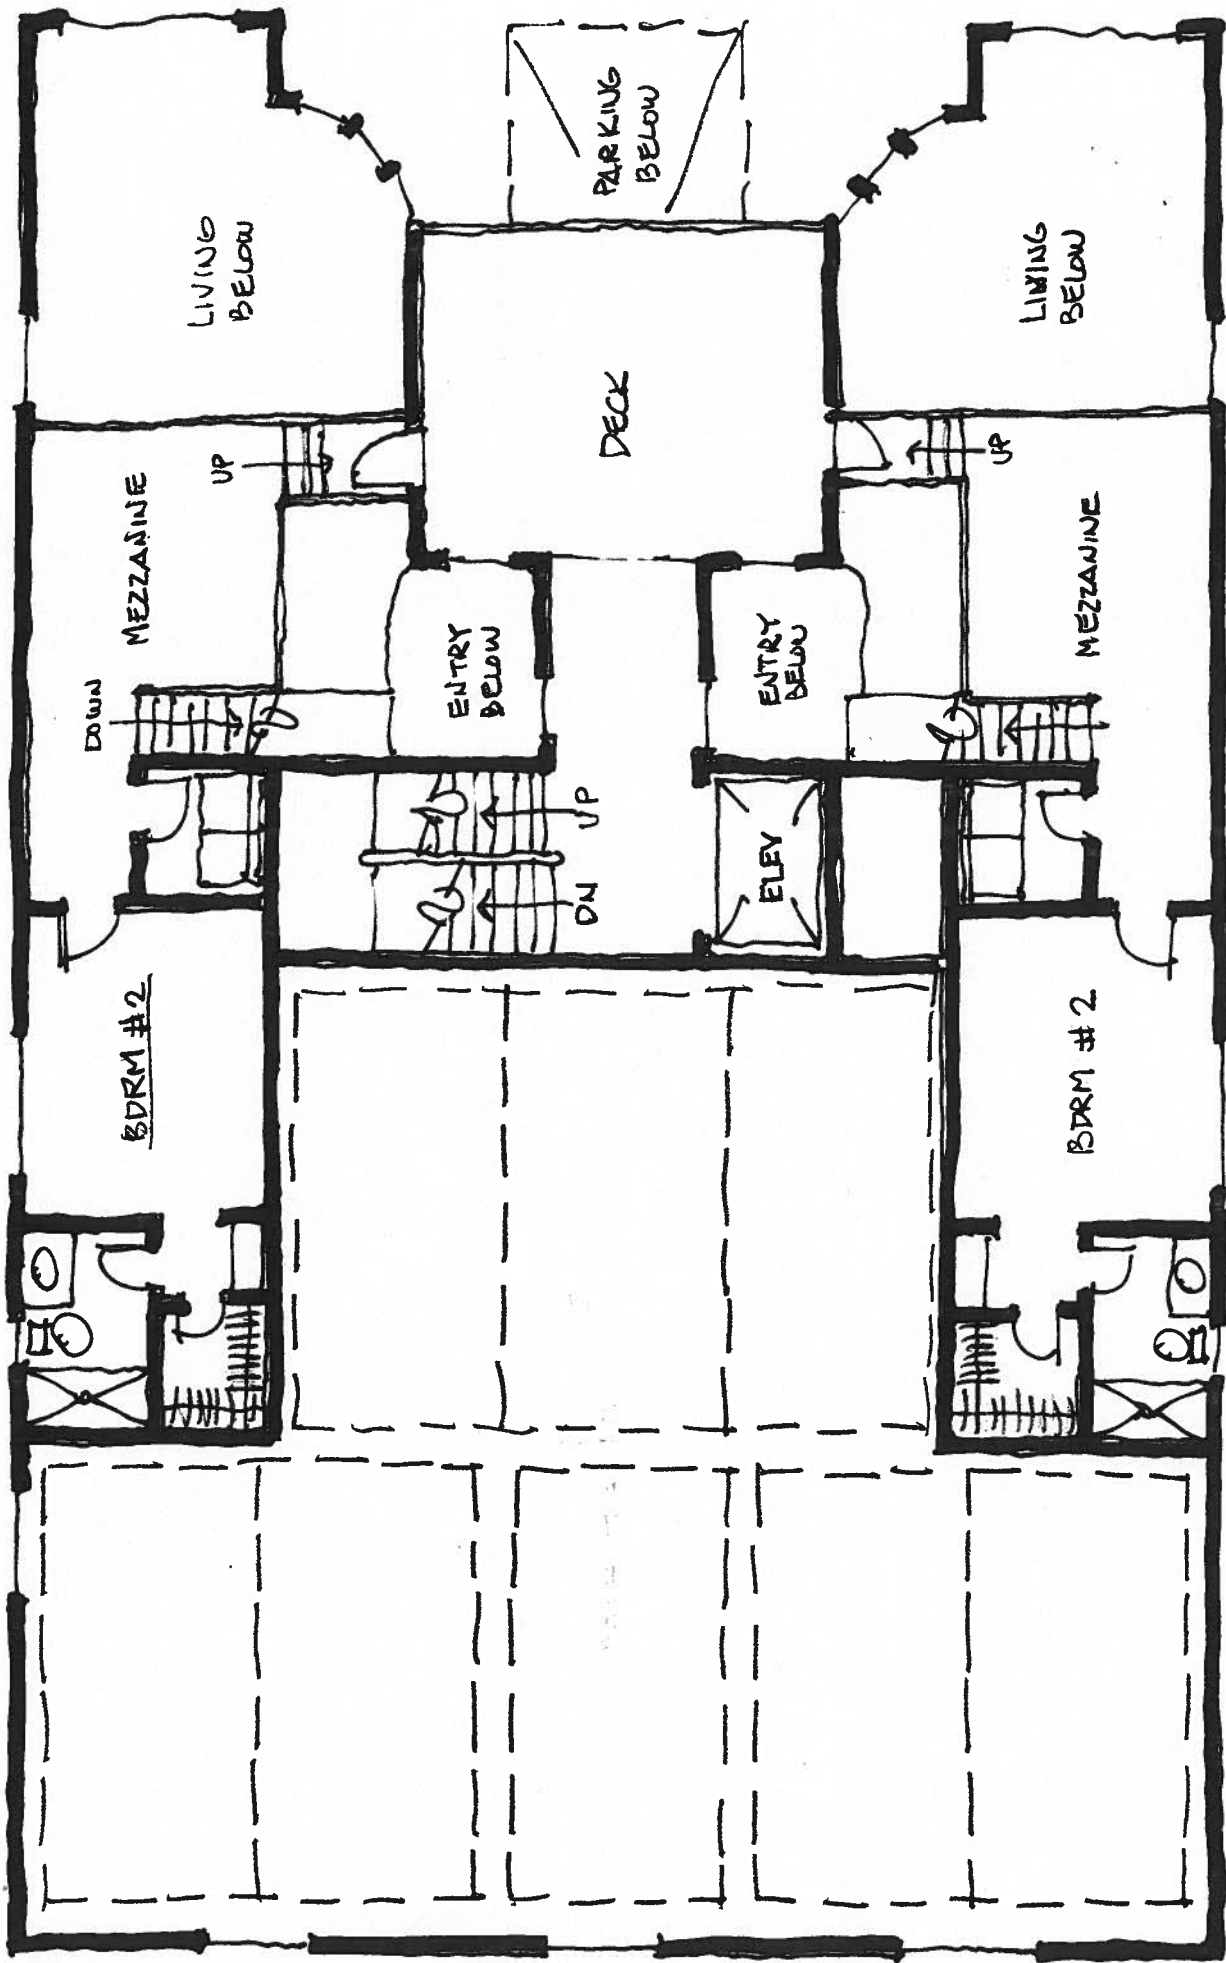 LIVING
BELOW
MEZZANINE
UP
DOWN
BDRM #2
PARKING
BELOW
DECK
ENTRY
BELOW
UP
DN
ENTRY
BELOW
ELEV
LIVING
BELOW
UP
MEZZANINE
BDRM #2